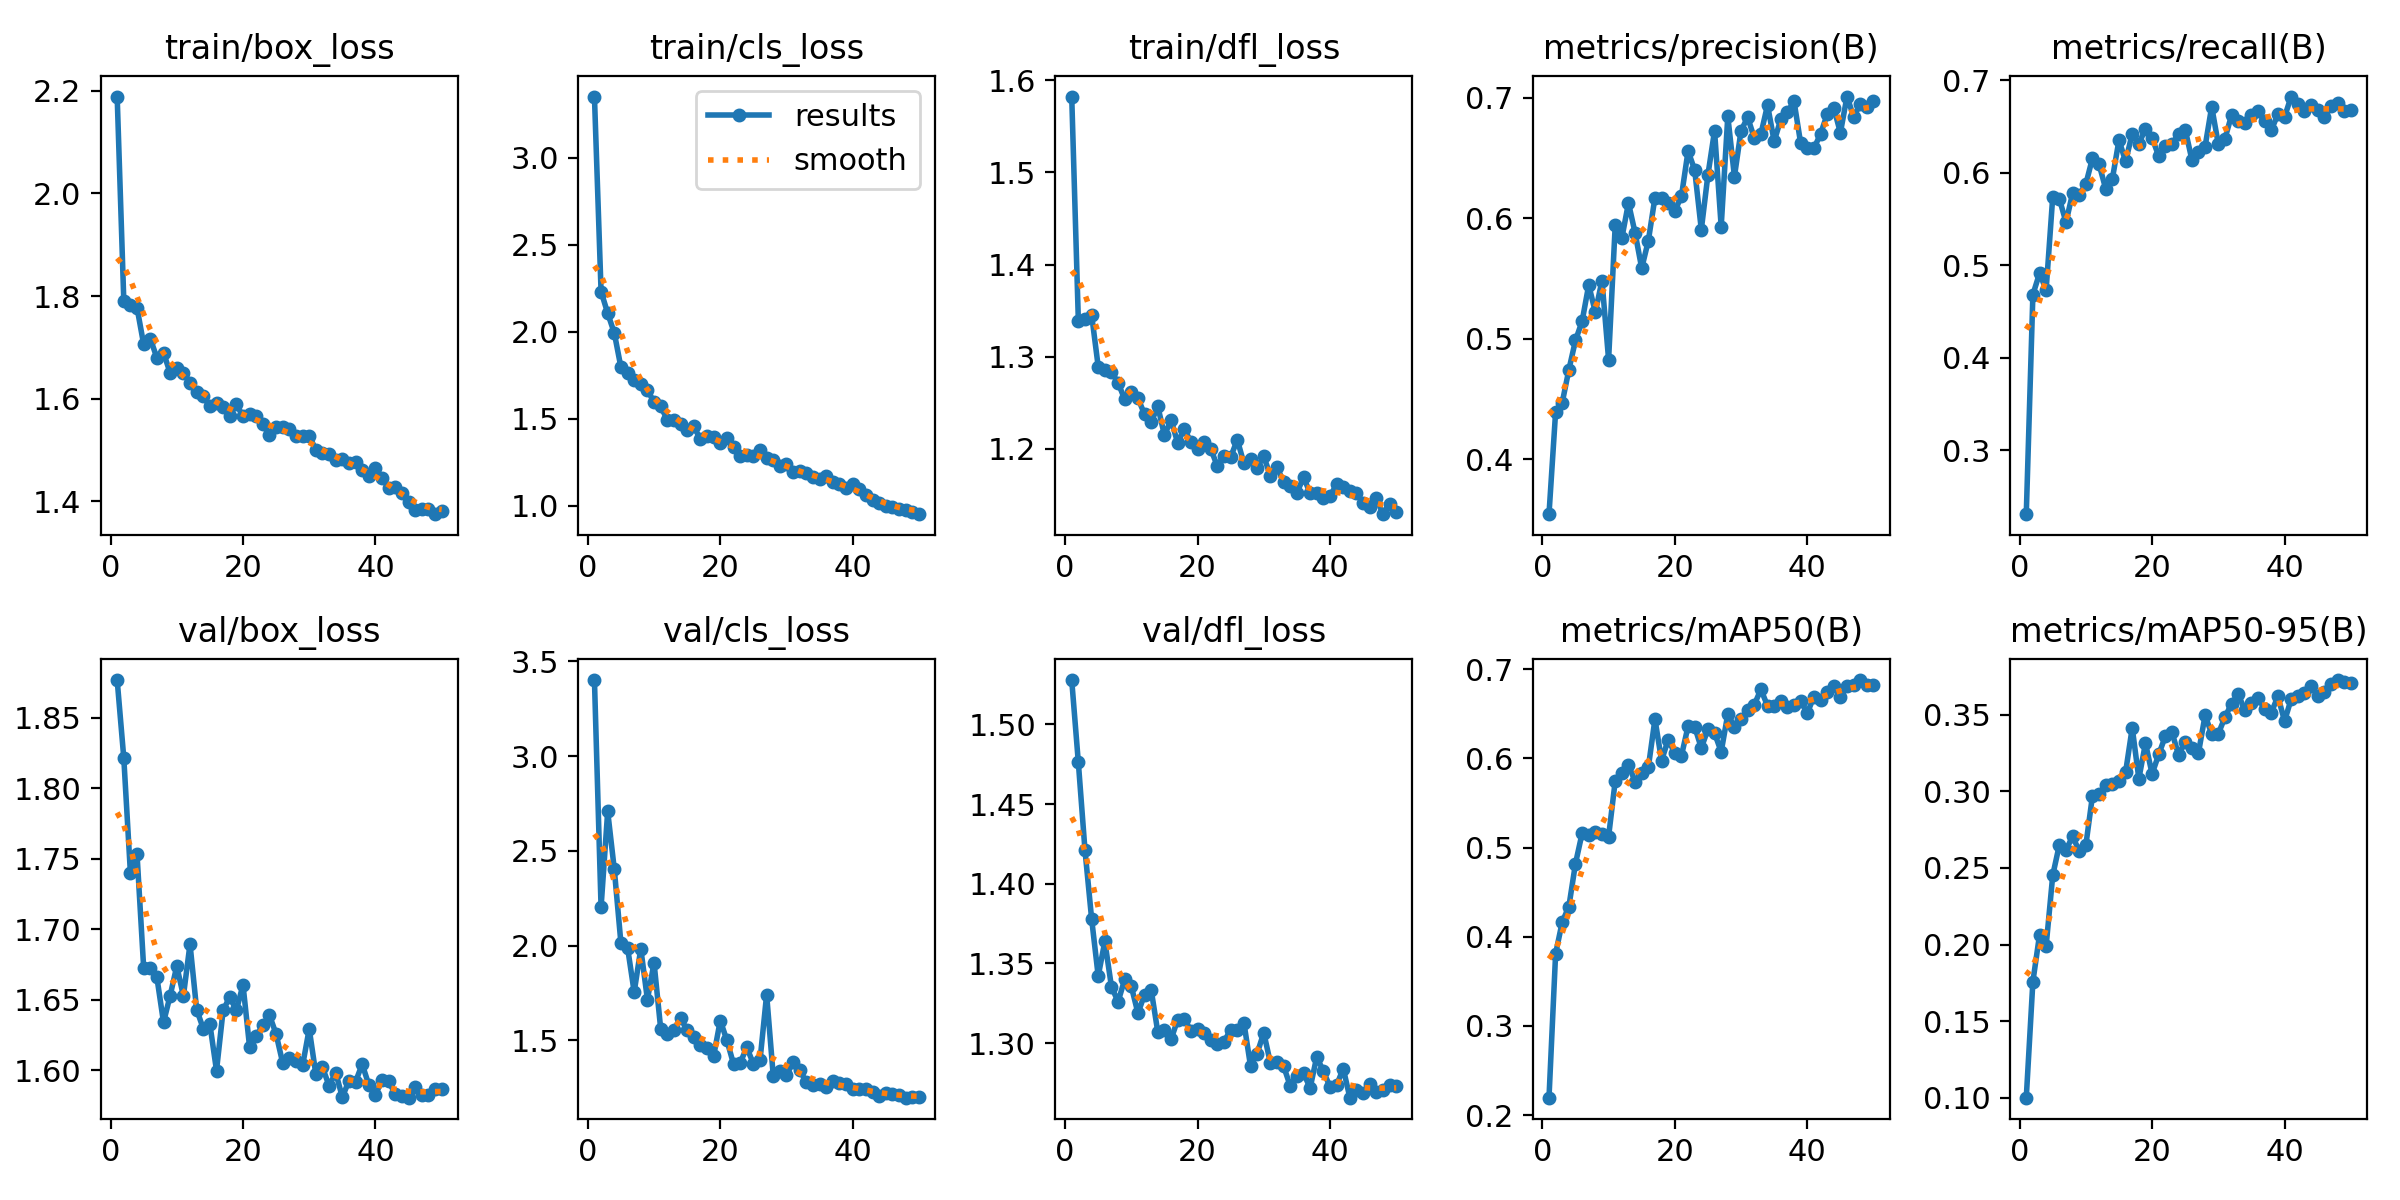 train/box_loss
2.2
2.0
1.8
1.6
1.4
0 20 40
train/cls_loss
results
smooth
3.0
2.5
2.0
1.5
1.0
0 20 40
train/dfl_loss
1.6
1.5
1.4
1.3
1.2
0 20 40
metrics/precision(B)
0.7
0.6
0.5
0.4
0 20 40
metrics/recall(B)
0.7
0.6
0.5
0.4
0.3
0 20 40
val/box_loss
1.85
1.80
1.75
1.70
1.65
1.60
0 20 40
val/cls_loss
3.5
3.0
2.5
2.0
1.5
0 20 40
val/dfl_loss
1.50
1.45
1.40
1.35
1.30
0 20 40
metrics/mAP50(B)
0.7
0.6
0.5
0.4
0.3
0.2
0 20 40
metrics/mAP50-95(B)
0.35
0.30
0.25
0.20
0.15
0.10
0 20 40